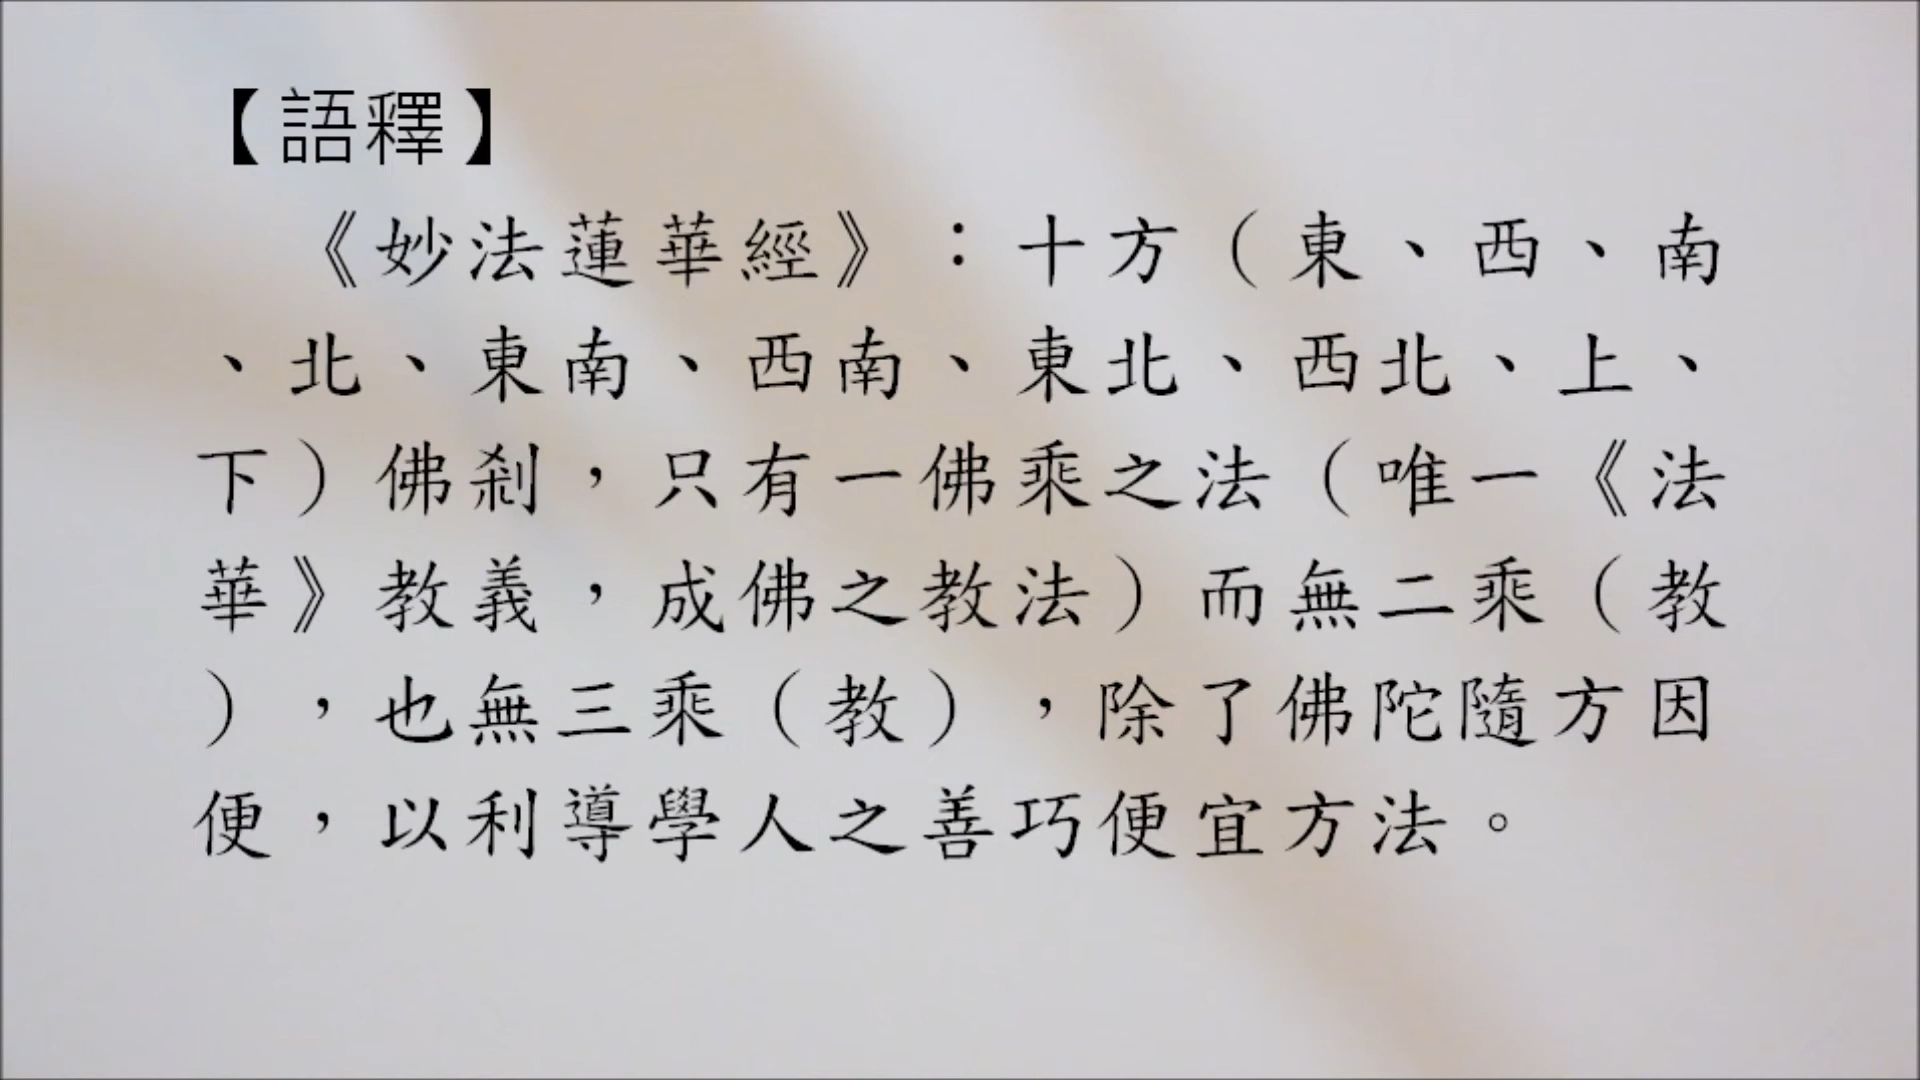 【語釋】
《妙法蓮華經》：十方（東、西、南
、北、東南、西南、東北、西北、上、
下）佛剎，只有一佛乘之法（唯一《法
華》教義，成佛之教法）而無二乘（教
），也無三乘（教），除了佛陀隨方因
便，以利導學人之善巧便宜方法。